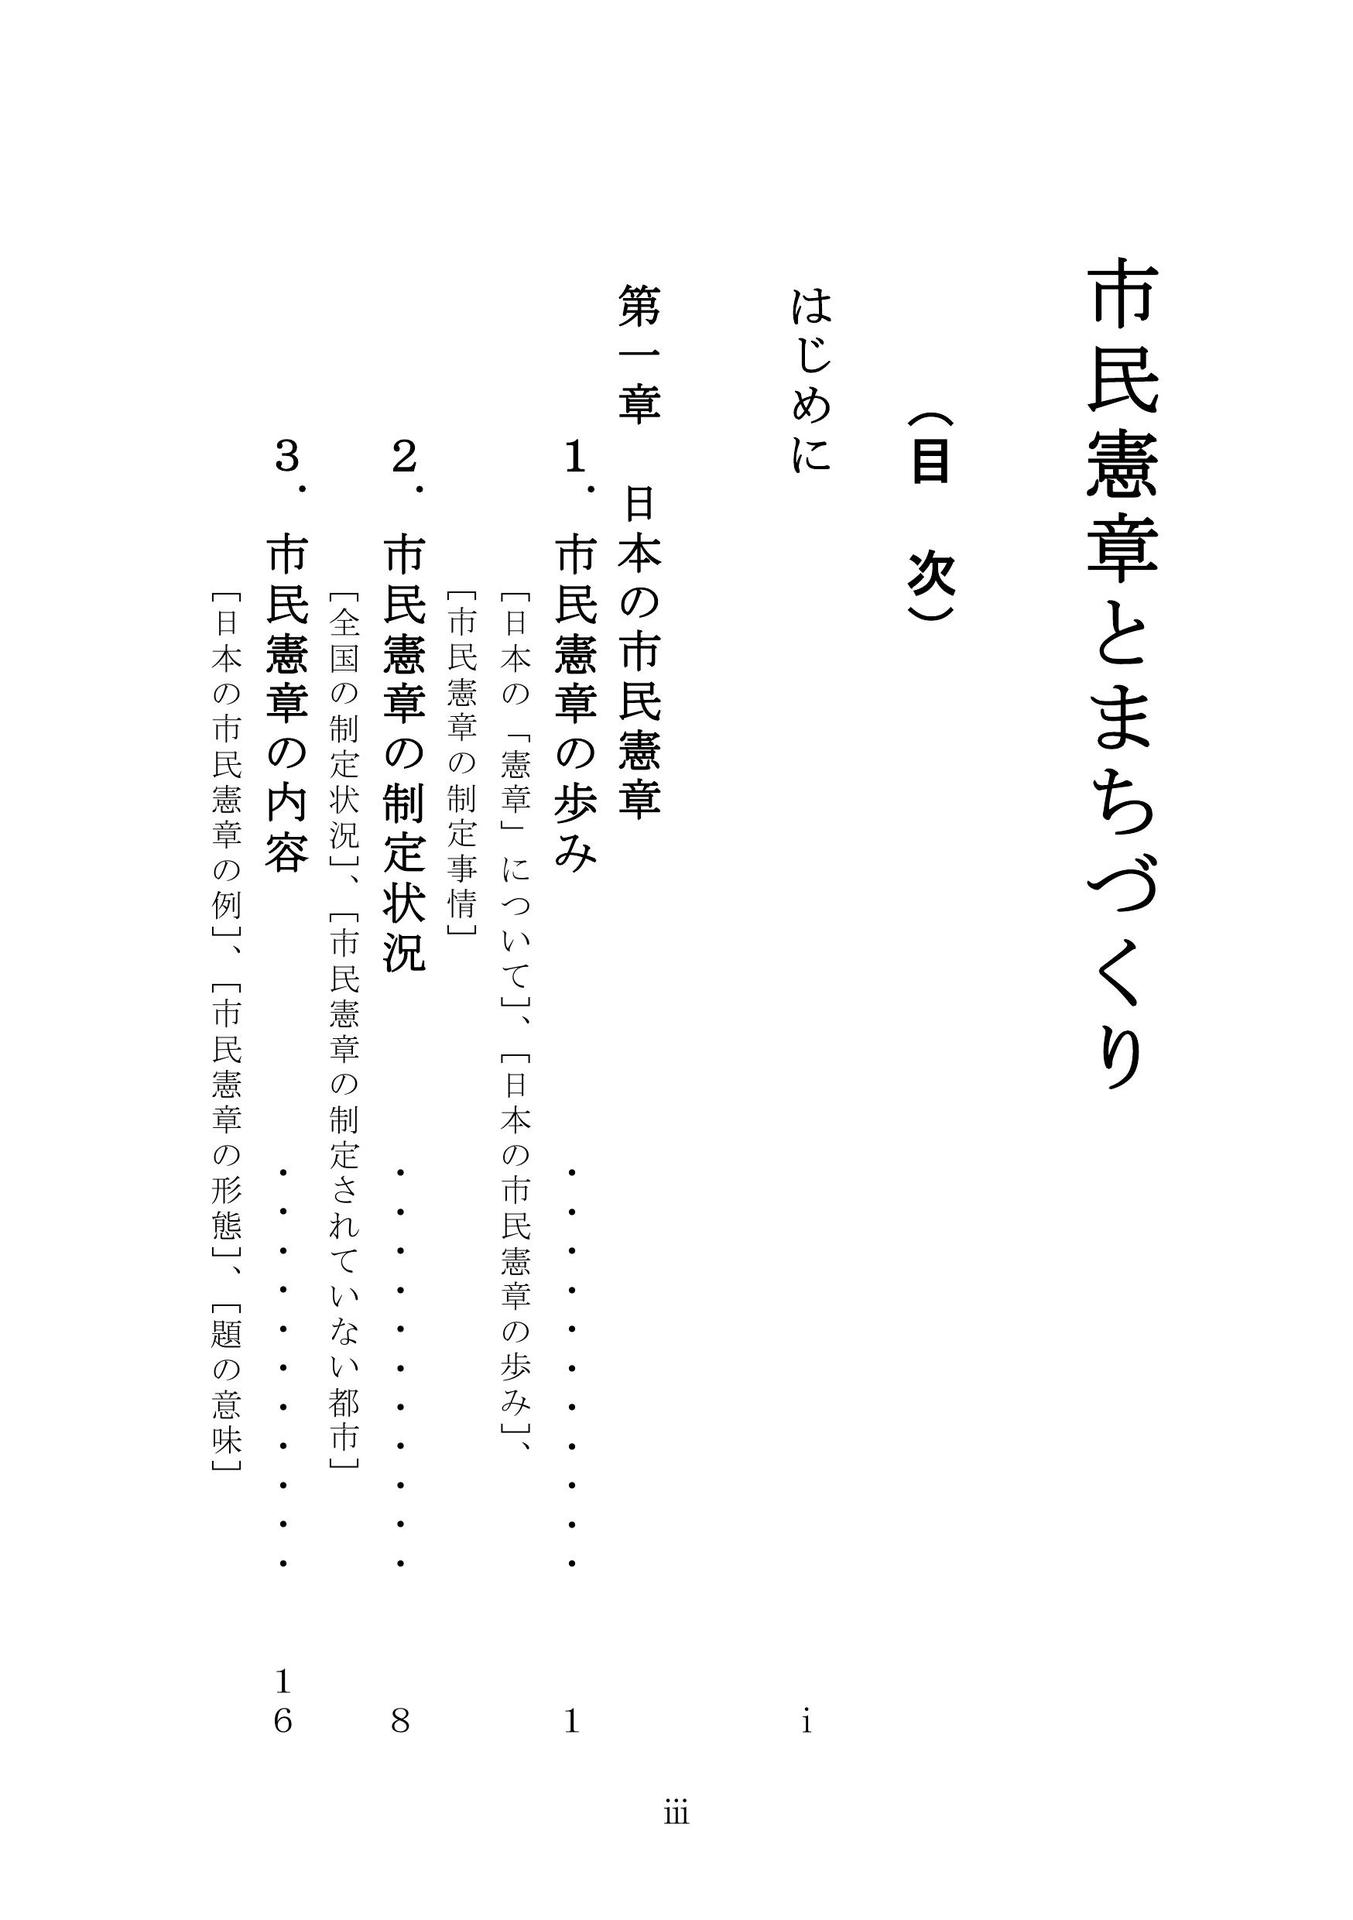 市民憲章とまちづくり
（目　次）
はじめに　i
第一章　日本の市民憲章
１．市民憲章の歩み　・・・・・・・・・・・　1
［日本の「憲章」について］、［日本の市民憲章の歩み］、
［市民憲章の制定事情］
２．市民憲章の制定状況　・・・・・・・・・・・　8
［全国の制定状況］、［市民憲章の制定されていない都市］
３．市民憲章の内容　・・・・・・・・・・・　16
［日本の市民憲章の例］、［市民憲章の形態］、［題の意味］
iii